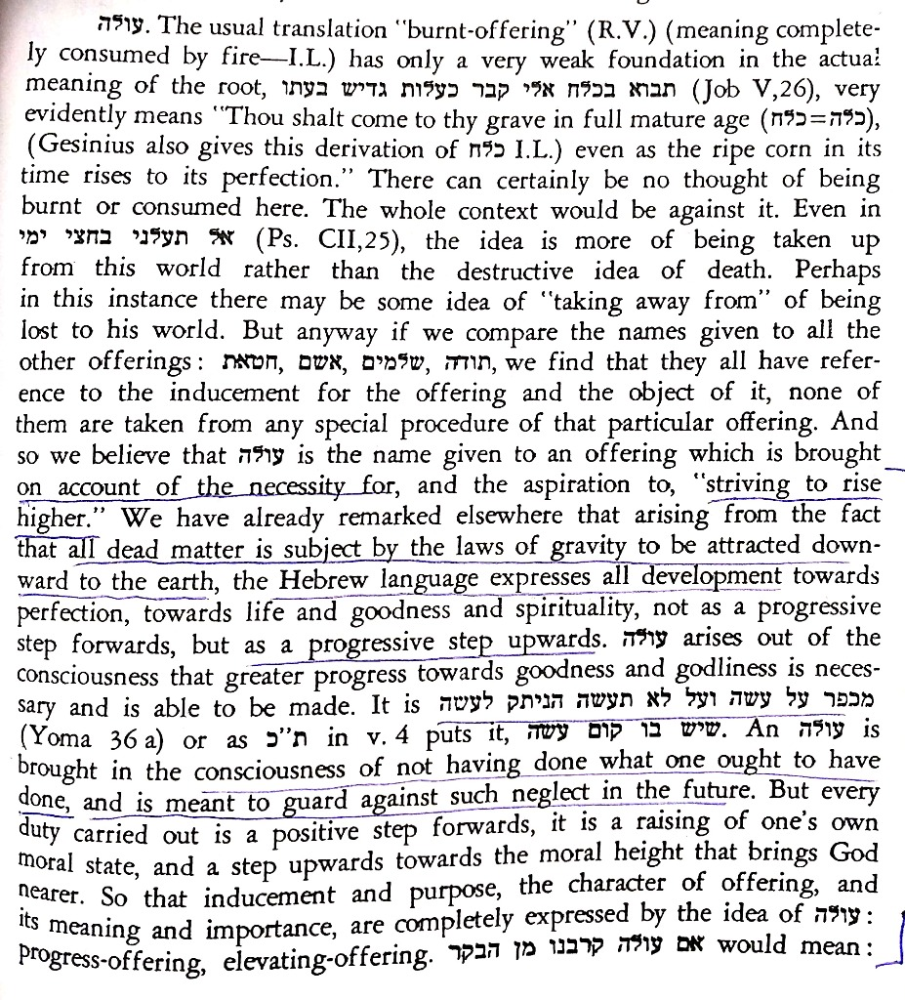 עולה. The usual translation "burnt-offering" (R.V.) (meaning complete-
ly consumed by fire—I.L.) has only a very weak foundation in the actual
meaning of the root, תבוא בכלח אלי קבר כעלות גדיש בעתו (Job V,26), very
evidently means "Thou shalt come to thy grave in full mature age (כלה=כלח),
(Gesinius also gives this derivation of כלח I.L.) even as the ripe corn in its
time rises to its perfection." There can certainly be no thought of being
burnt or consumed here. The whole context would be against it. Even in
אל תעלני בחצי ימי (Ps. CII,25), the idea is more of being taken up
from this world rather than the destructive idea of death. Perhaps
in this instance there may be some idea of "taking away from" of being
lost to his world. But anyway if we compare the names given to all the
other offerings: תודה, שלמים, אשם, חטאת, we find that they all have refer-
ence to the inducement for the offering and the object of it, none of
them are taken from any special procedure of that particular offering. And
so we believe that עולה is the name given to an offering which is brought
on account of the necessity for, and the aspiration to, "striving to rise
higher." We have already remarked elsewhere that arising from the fact
that all dead matter is subject by the laws of gravity to be attracted down-
ward to the earth, the Hebrew language expresses all development towards
perfection, towards life and goodness and spirituality, not as a progressive
step forwards, but as a progressive step upwards. עולה arises out of the
consciousness that greater progress towards goodness and godliness is neces-
sary and is able to be made. It is מכפר על עשה ועל לא תעשה הניתק לעשה
(Yoma 36 a) or as ת"כ in v. 4 puts it, שיש בו קום עשה. An עולה is
brought in the consciousness of not having done what one ought to have
done, and is meant to guard against such neglect in the future. But every
duty carried out is a positive step forwards, it is a raising of one's own
moral state, and a step upwards towards the moral height that brings God
nearer. So that inducement and purpose, the character of offering, and
its meaning and importance, are completely expressed by the idea of עולה:
progress-offering, elevating-offering. אם עולה קרבנו מן הבקר would mean: